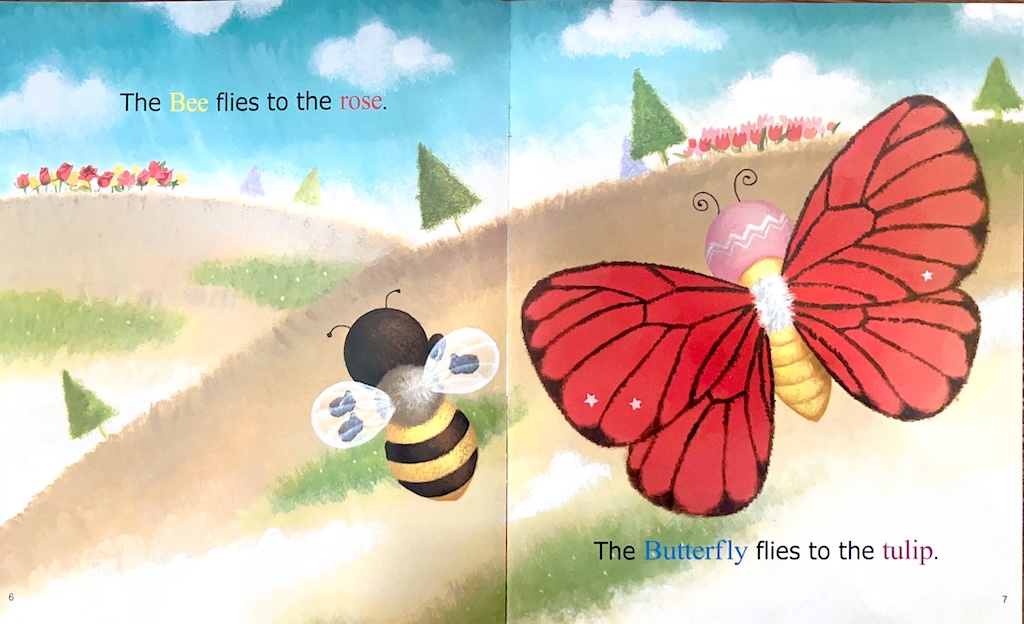 The Bee flies to the rose.
6
The Butterfly flies to the tulip.
7